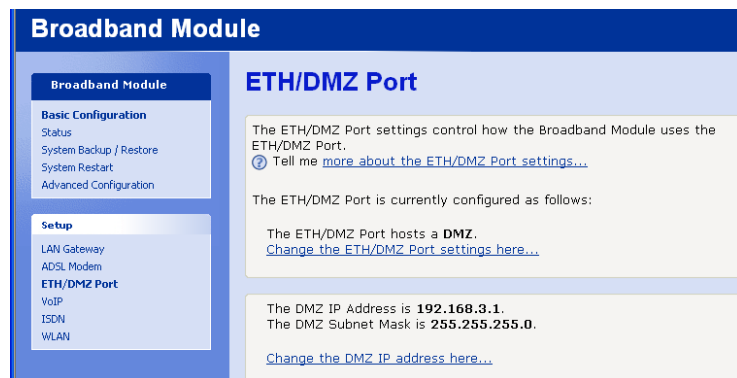 Broadband Module
Broadband Module
Basic Configuration
Status
System Backup / Restore
System Restart
Advanced Configuration
Setup
LAN Gateway
ADSL Modem
ETH/DMZ Port
VoIP
ISDN
WLAN
ETH/DMZ Port
The ETH/DMZ Port settings control how the Broadband Module uses the
ETH/DMZ Port.
? Tell me more about the ETH/DMZ Port settings...
The ETH/DMZ Port is currently configured as follows:
The ETH/DMZ Port hosts a DMZ.
Change the ETH/DMZ Port settings here...
The DMZ IP Address is 192.168.3.1.
The DMZ Subnet Mask is 255.255.255.0.
Change the DMZ IP address here...